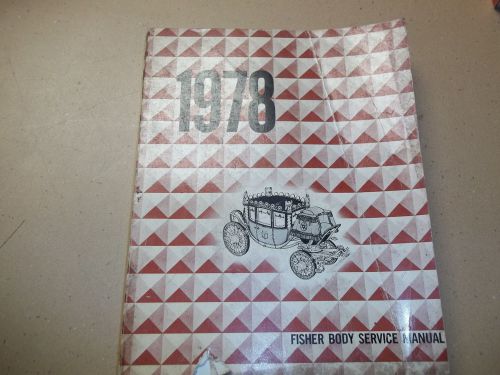 1978
FISHER BODY SERVICE MANUAL